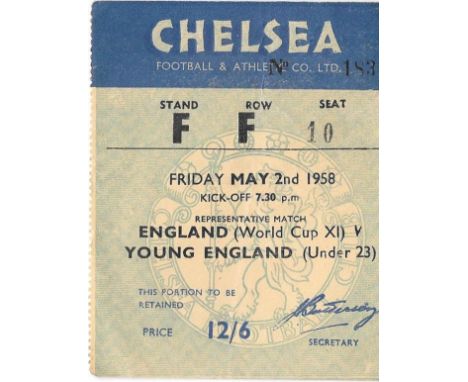 CHELSEA
FOOTBALL & ATHLETIC CO. LTD. Nº 183
STAND ROW SEAT
F F 10
FRIDAY MAY 2nd 1958
KICK-OFF 7.30 p.m
REPRESENTATIVE MATCH
ENGLAND (World Cup XI) V
YOUNG ENGLAND (Under 23)
THIS PORTION TO BE
RETAINED
PRICE 12/6
SECRETARY